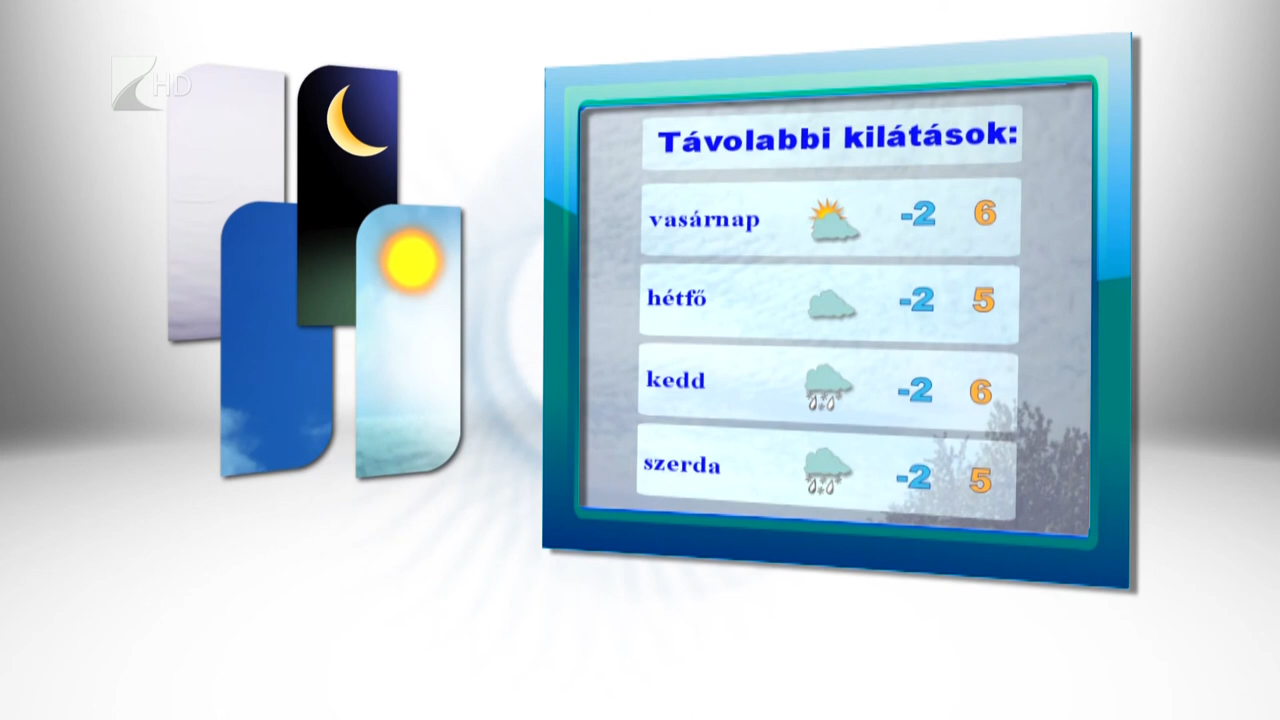 HD
Távolabbi kilátások:
vasárnap -2 6
hétfő -2 5
kedd -2 6
szerda -2 5